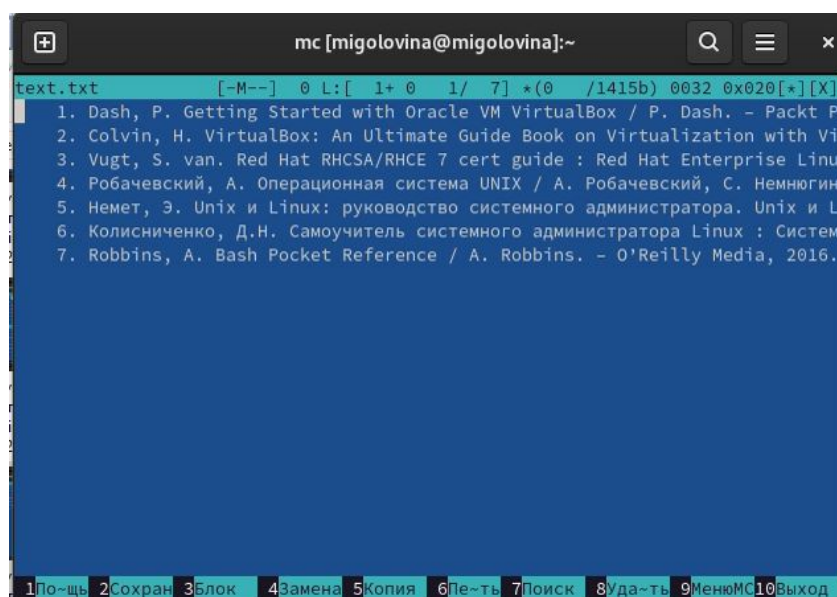 mc [migolovina@migolovina]:~
text.txt [-M--] 0 L:[ 1+ 0 1/ 7] *(0 /1415b) 0032 0x020[*][X]
1. Dash, P. Getting Started with Oracle VM VirtualBox / P. Dash. – Packt P
2. Colvin, H. VirtualBox: An Ultimate Guide Book on Virtualization with Vi
3. Vugt, S. van. Red Hat RHCSA/RHCE 7 cert guide : Red Hat Enterprise Linu
4. Робачевский, А. Операционная система UNIX / А. Робачевский, С. Немнюгин
5. Немет, Э. Unix и Linux: руководство системного администратора. Unix и L
6. Колисниченко, Д.Н. Самоучитель системного администратора Linux : Систем
7. Robbins, A. Bash Pocket Reference / A. Robbins. – O’Reilly Media, 2016.
1По~щь 2Сохран 3Блок 4Замена 5Копия 6Пе~ть 7Поиск 8Уда~ть 9МенюМС10Выход